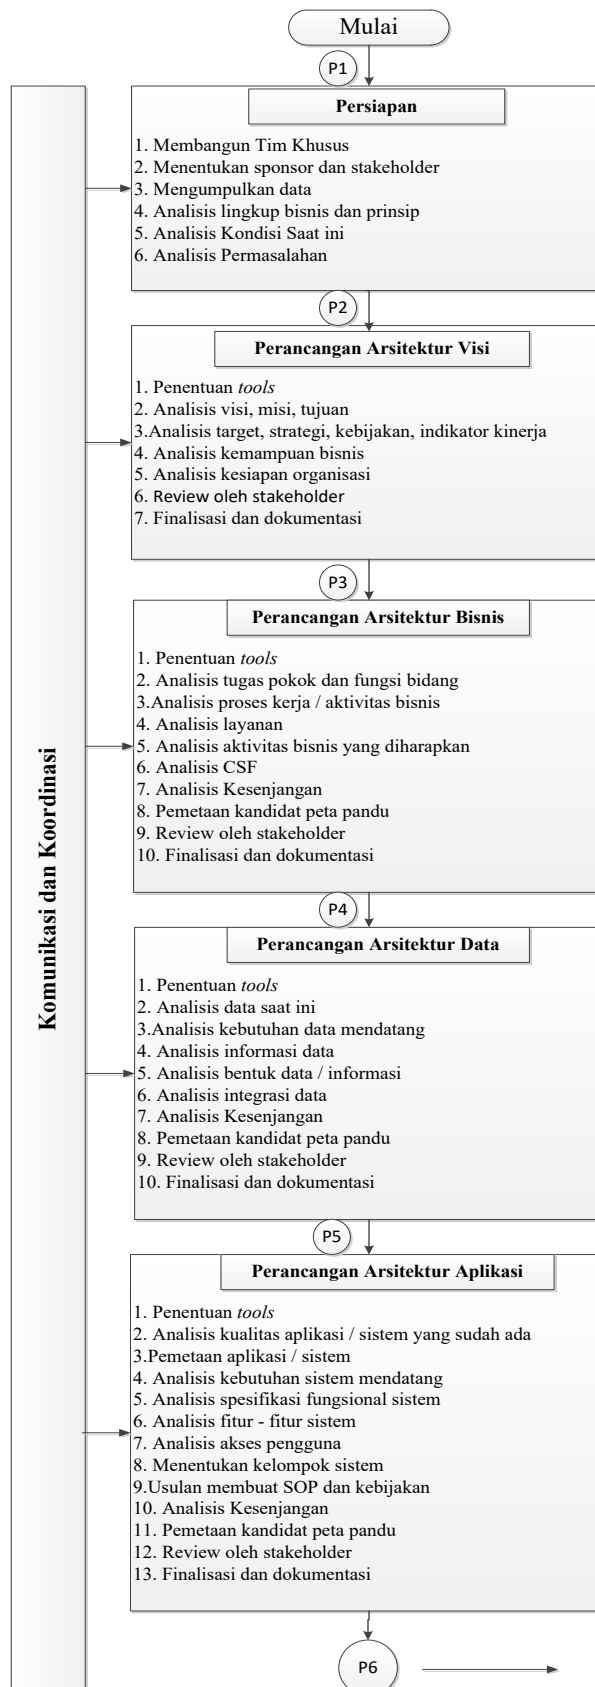 Mulai
P1
Persiapan
1. Membangun Tim Khusus
2. Menentukan sponsor dan stakeholder
3. Mengumpulkan data
4. Analisis lingkup bisnis dan prinsip
5. Analisis Kondisi Saat ini
6. Analisis Permasalahan
P2
Perancangan Arsitektur Visi
1. Penentuan tools
2. Analisis visi, misi, tujuan
3.Analisis target, strategi, kebijakan, indikator kinerja
4. Analisis kemampuan bisnis
5. Analisis kesiapan organisasi
6. Review oleh stakeholder
7. Finalisasi dan dokumentasi
P3
Perancangan Arsitektur Bisnis
1. Penentuan tools
2. Analisis tugas pokok dan fungsi bidang
3.Analisis proses kerja / aktivitas bisnis
4. Analisis layanan
5. Analisis aktivitas bisnis yang diharapkan
6. Analisis CSF
7. Analisis Kesenjangan
8. Pemetaan kandidat peta pandu
9. Review oleh stakeholder
10. Finalisasi dan dokumentasi
Komunikasi dan Koordinasi
P4
Perancangan Arsitektur Data
1. Penentuan tools
2. Analisis data saat ini
3.Analisis kebutuhan data mendatang
4. Analisis informasi data
5. Analisis bentuk data / informasi
6. Analisis integrasi data
7. Analisis Kesenjangan
8. Pemetaan kandidat peta pandu
9. Review oleh stakeholder
10. Finalisasi dan dokumentasi
P5
Perancangan Arsitektur Aplikasi
1. Penentuan tools
2. Analisis kualitas aplikasi / sistem yang sudah ada
3.Pemetaan aplikasi / sistem
4. Analisis kebutuhan sistem mendatang
5. Analisis spesifikasi fungsional sistem
6. Analisis fitur - fitur sistem
7. Analisis akses pengguna
8. Menentukan kelompok sistem
9.Usulan membuat SOP dan kebijakan
10. Analisis Kesenjangan
11. Pemetaan kandidat peta pandu
12. Review oleh stakeholder
13. Finalisasi dan dokumentasi
P6